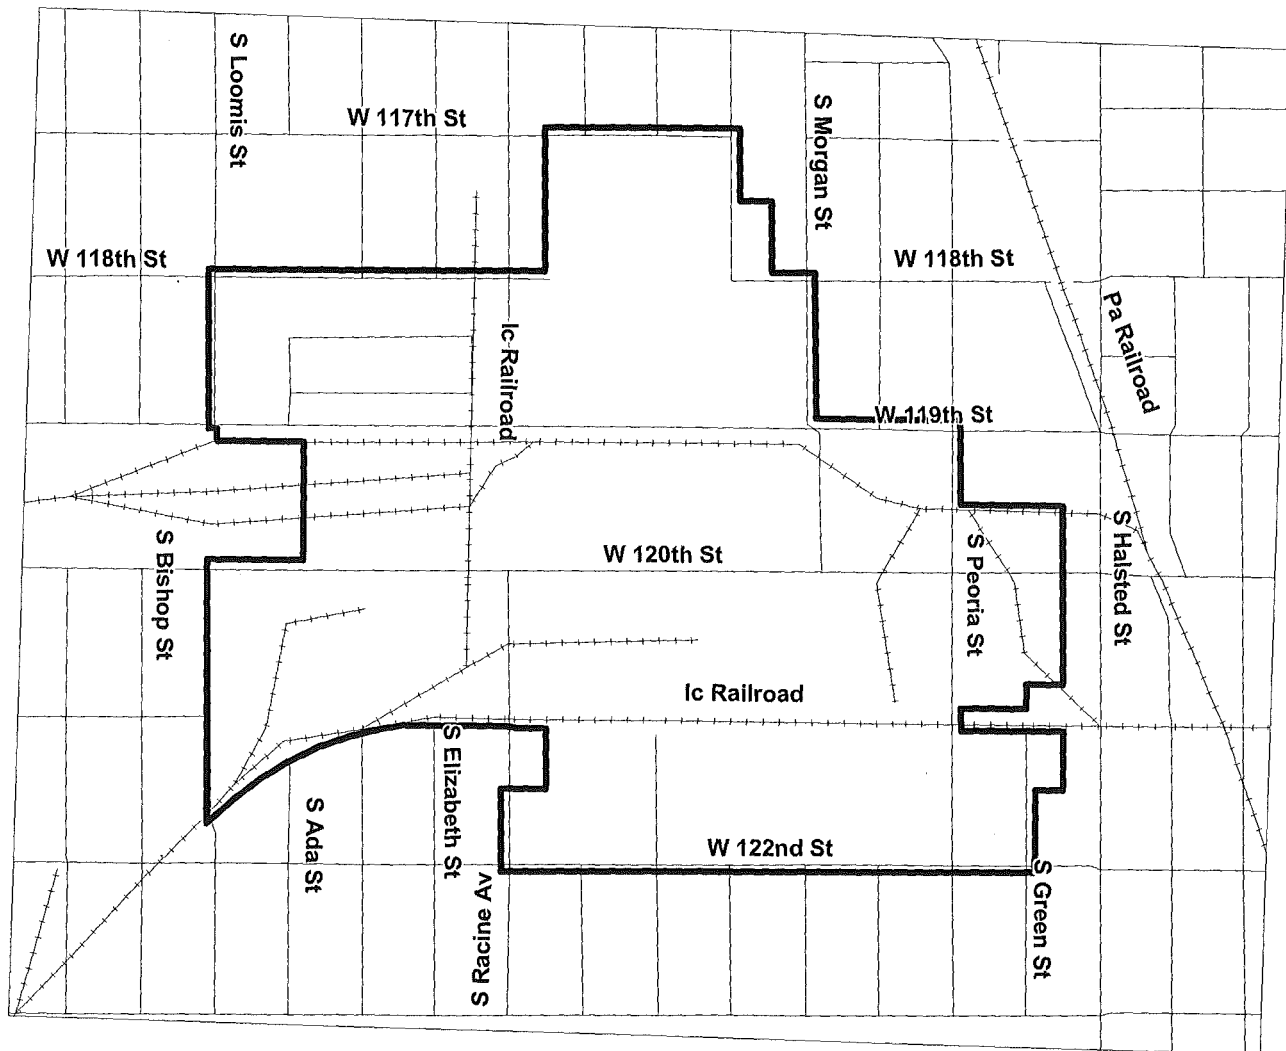 S Loomis St
W 117th St
S Morgan St
W 118th St
W 118th St
Pa Railroad
Ic Railroad
W 119th St
S Bishop St
W 120th St
S Peoria St
S Halsted St
Ic Railroad
S Elizabeth St
S Ada St
W 122nd St
S Racine Av
S Green St